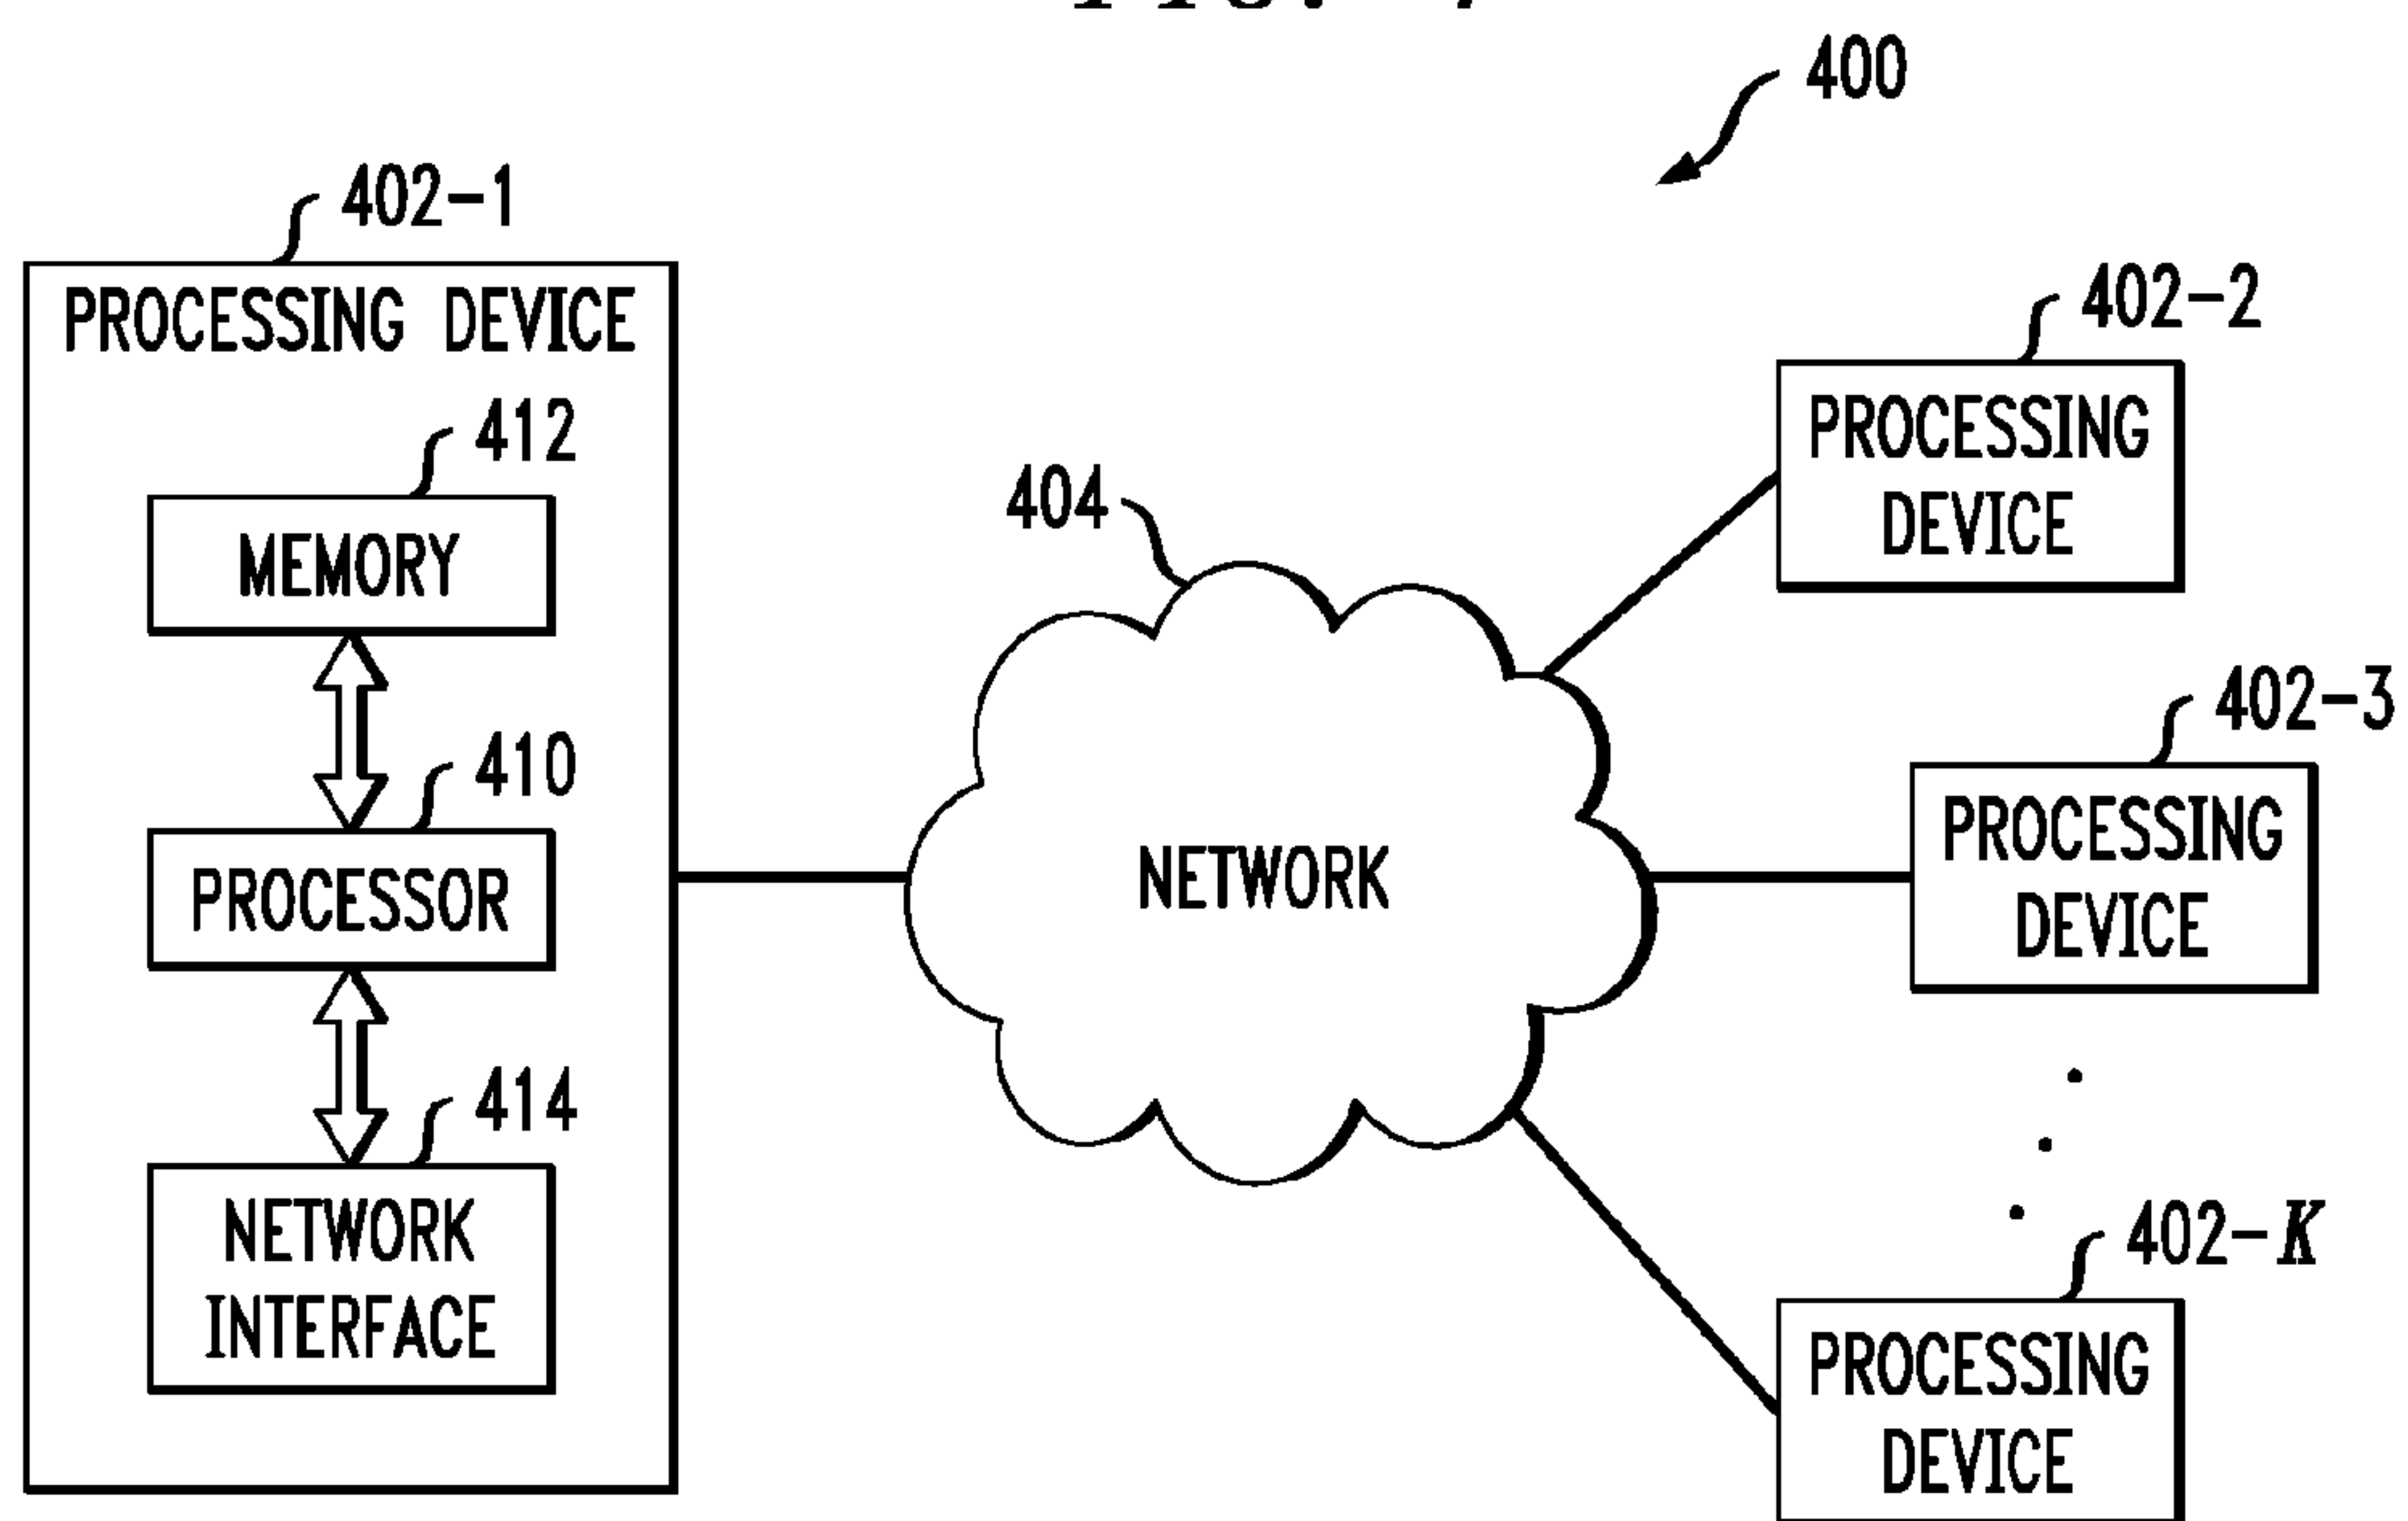 400
402-1
PROCESSING DEVICE
412
MEMORY
410
PROCESSOR
414
NETWORK
INTERFACE
404
NETWORK
402-2
PROCESSING
DEVICE
402-3
PROCESSING
DEVICE
402-K
PROCESSING
DEVICE